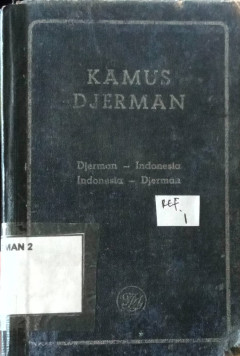 KAMUS
DJERMAN
Djerman – Indonesia
Indonesia – Djerman
REF.
1
MAN 2